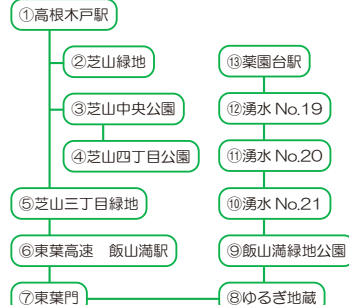 ①高根木戸駅
②芝山緑地
③芝山中央公園
④芝山四丁目公園
⑤芝山三丁目緑地
⑥東葉高速　飯山満駅
⑦東葉門
⑧ゆるぎ地蔵
⑨飯山満緑地公園
⑩湧水 No.21
⑪湧水 No.20
⑫湧水 No.19
⑬薬園台駅